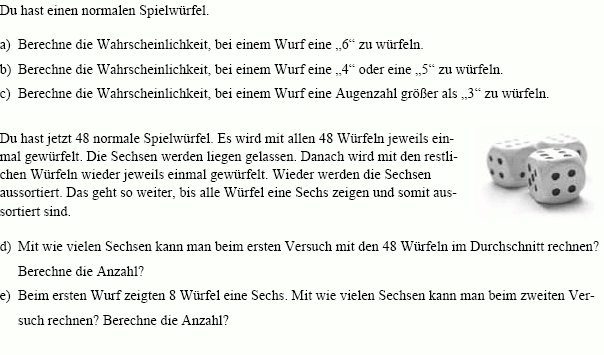 Du hast einen normalen Spielwürfel.
a) Berechne die Wahrscheinlichkeit, bei einem Wurf eine „6“ zu würfeln.
b) Berechne die Wahrscheinlichkeit, bei einem Wurf eine „4“ oder eine „5“ zu würfeln.
c) Berechne die Wahrscheinlichkeit, bei einem Wurf eine Augenzahl größer als „3“ zu würfeln.
Du hast jetzt 48 normale Spielwürfel. Es wird mit allen 48 Würfeln jeweils ein-
mal gewürfelt. Die Sechsen werden liegen gelassen. Danach wird mit den restli-
chen Würfeln wieder jeweils einmal gewürfelt. Wieder werden die Sechsen
aussortiert. Das geht so weiter, bis alle Würfel eine Sechs zeigen und somit aus-
sortiert sind.
d) Mit wie vielen Sechsen kann man beim ersten Versuch mit den 48 Würfeln im Durchschnitt rechnen?
Berechne die Anzahl?
e) Beim ersten Wurf zeigten 8 Würfel eine Sechs. Mit wie vielen Sechsen kann man beim zweiten Ver-
such rechnen? Berechne die Anzahl?